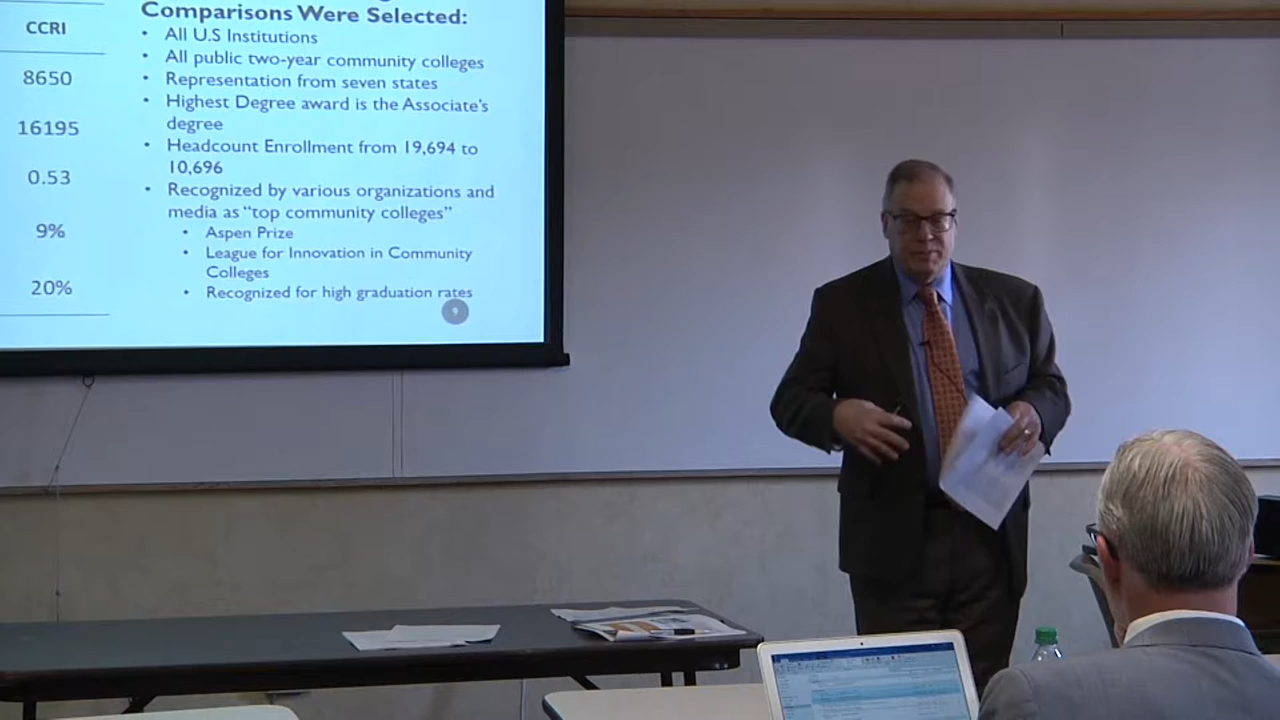 CCRI
8650
16195
0.53
9%
20%
Comparisons Were Selected:
• All U.S Institutions
• All public two-year community colleges
• Representation from seven states
• Highest Degree award is the Associate's
degree
• Headcount Enrollment from 19,694 to
10,696
• Recognized by various organizations and
media as "top community colleges"
• Aspen Prize
• League for Innovation in Community
Colleges
• Recognized for high graduation rates
9